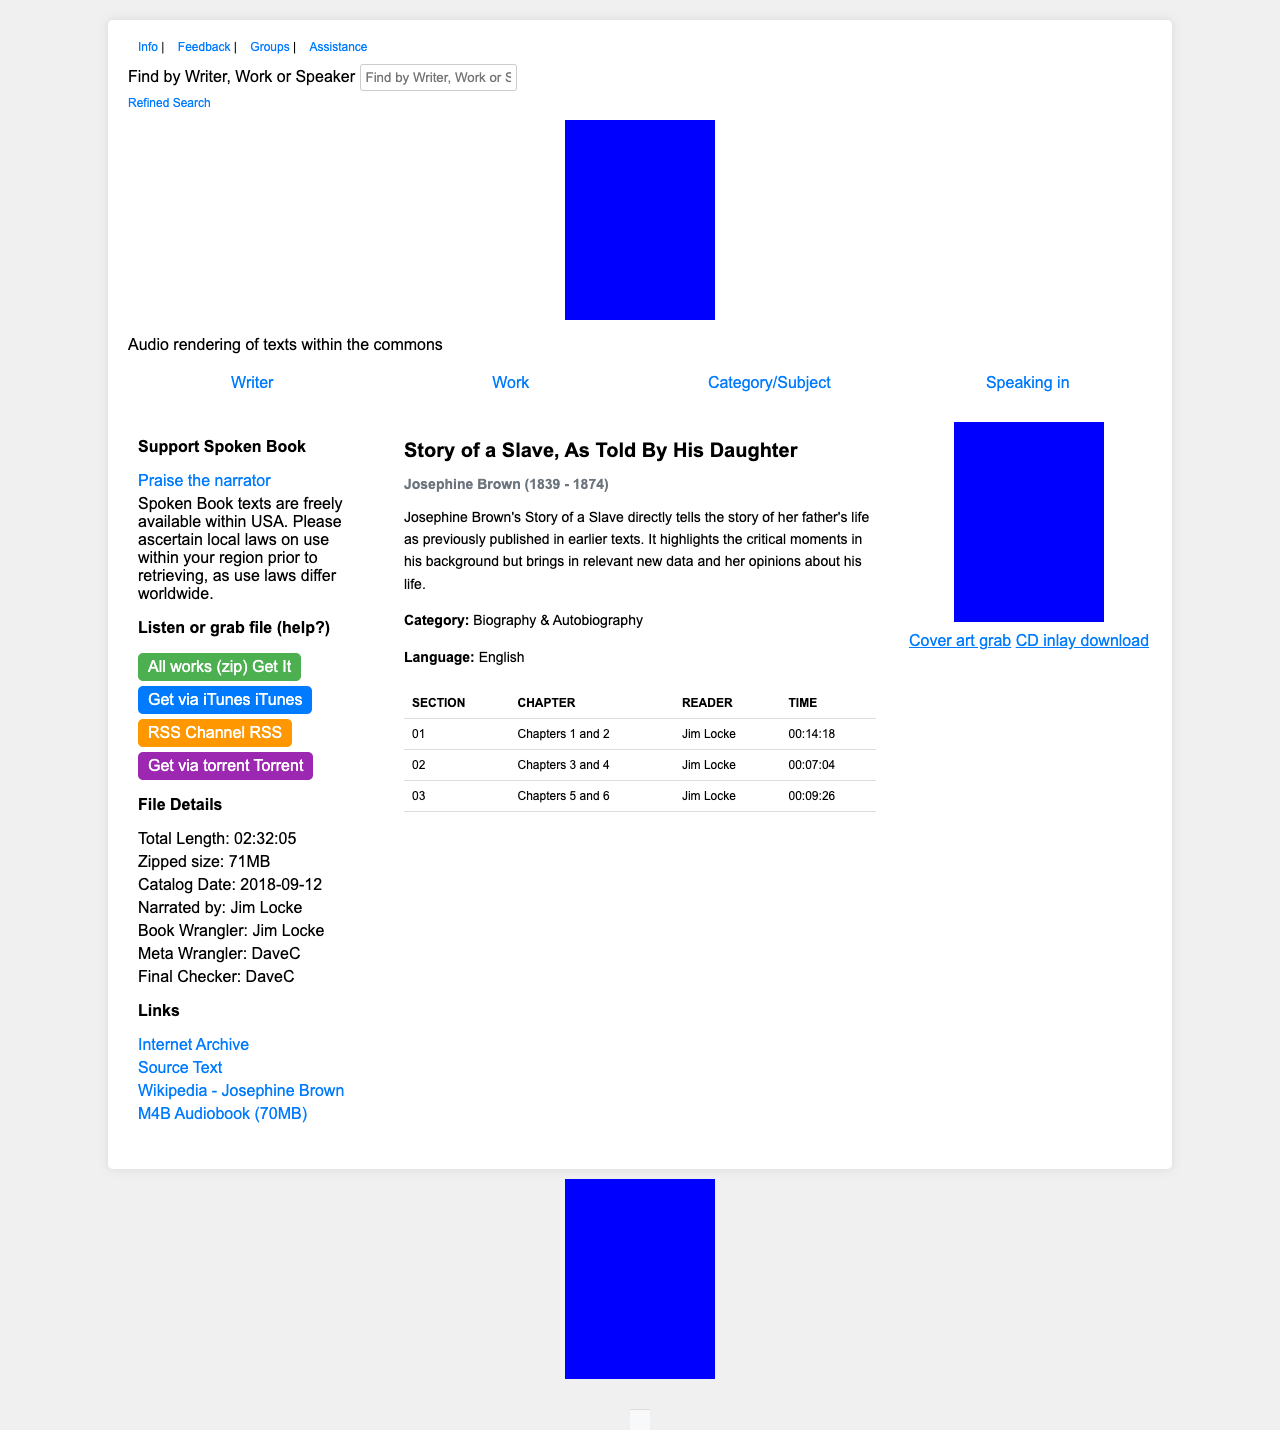 Info | Feedback | Groups | Assistance
Find by Writer, Work or Speaker Find by Writer, Work or S
Refined Search
Audio rendering of texts within the commons
Writer Work Category/Subject Speaking in
Support Spoken Book
Praise the narrator
Spoken Book texts are freely
available within USA. Please
ascertain local laws on use
within your region prior to
retrieving, as use laws differ
worldwide.
Listen or grab file (help?)
All works (zip) Get It
Get via iTunes iTunes
RSS Channel RSS
Get via torrent Torrent
File Details
Total Length: 02:32:05
Zipped size: 71MB
Catalog Date: 2018-09-12
Narrated by: Jim Locke
Book Wrangler: Jim Locke
Meta Wrangler: DaveC
Final Checker: DaveC
Links
Internet Archive
Source Text
Wikipedia - Josephine Brown
M4B Audiobook (70MB)
Story of a Slave, As Told By His Daughter
Josephine Brown (1839 - 1874)
Josephine Brown's Story of a Slave directly tells the story of her father's life
as previously published in earlier texts. It highlights the critical moments in
his background but brings in relevant new data and her opinions about his
life.
Category: Biography & Autobiography
Language: English
SECTION CHAPTER READER TIME
01 Chapters 1 and 2 Jim Locke 00:14:18
02 Chapters 3 and 4 Jim Locke 00:07:04
03 Chapters 5 and 6 Jim Locke 00:09:26
Cover art grab CD inlay download